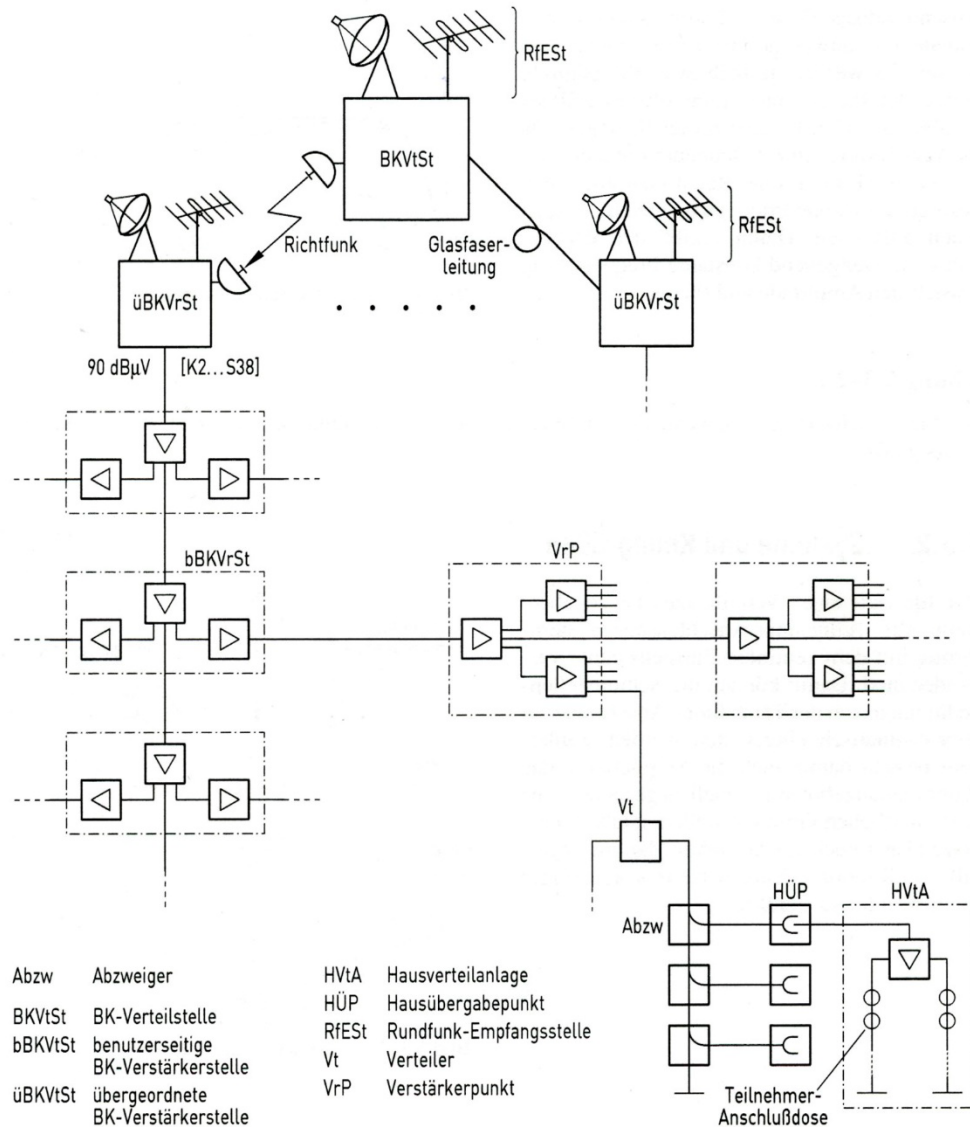 RfESt
BKVtSt
RfESt
Richtfunk
Glasfaser-
leitung
üBKVrSt
üBKVrSt
90 dBµV [K2...S38]
bBKVrSt
VrP
Vt
Abzw
HÜP
HVtA
Teilnehmer-
Anschlußdose
Abzw Abzweiger
BKVtSt BK-Verteilstelle
bBKVtSt benutzerseitige
BK-Verstärkerstelle
üBKVtSt übergeordnete
BK-Verstärkerstelle
HVtA Hausverteilanlage
HÜP Hausübergabepunkt
RfESt Rundfunk-Empfangsstelle
Vt Verteiler
VrP Verstärkerpunkt